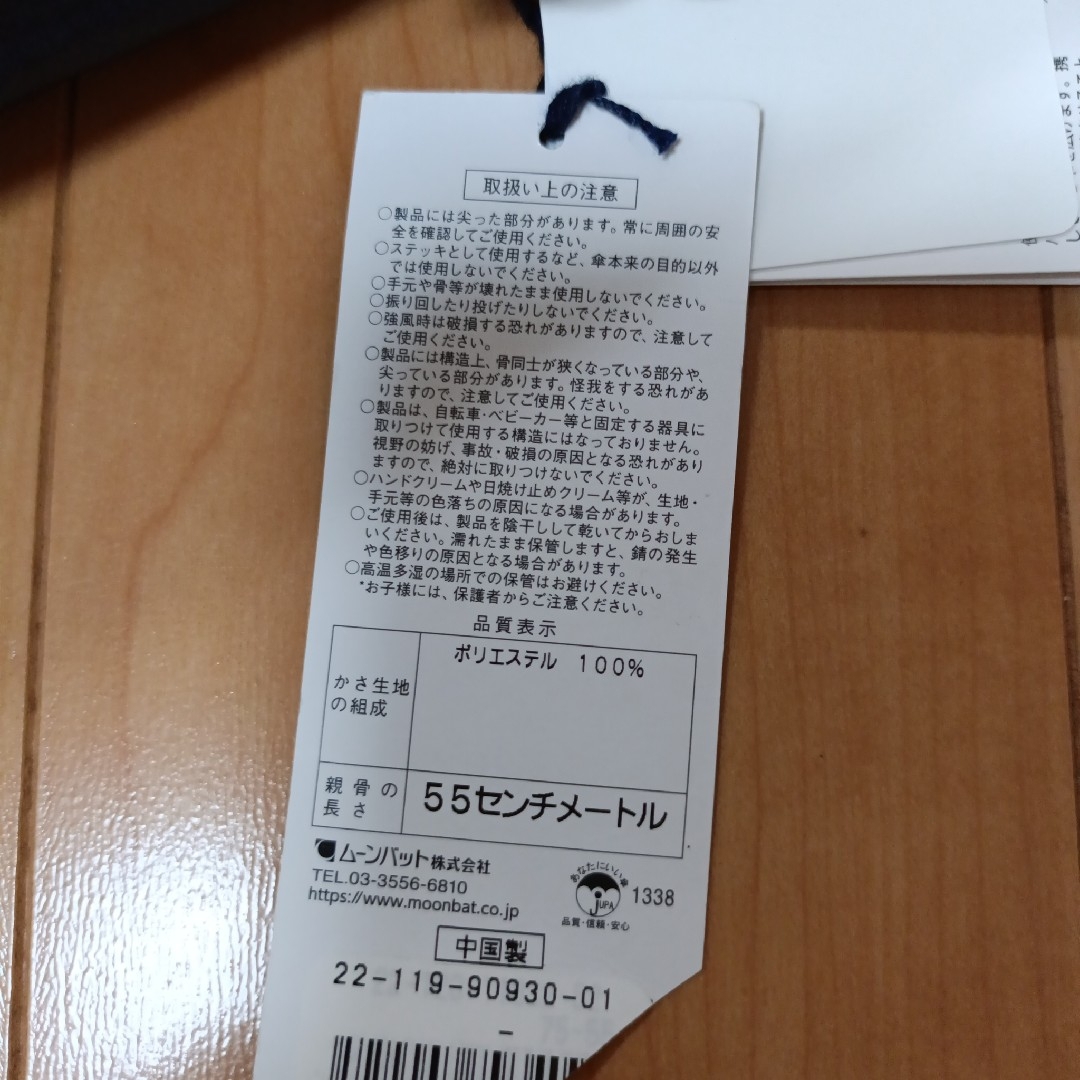 取扱い上の注意
○製品には尖った部分があります。常に周囲の安
全を確認してご使用ください。
○ステッキとして使用するなど、傘本来の目的以外
では使用しないでください。
○手元や骨等が壊れたまま使用しないでください。
○振り回したり投げたりしないでください。
○強風時は破損する恐れがありますので、注意して
ご使用ください。
○製品には構造上、骨同士が狭くなっている部分や、
尖っている部分があります。怪我をする恐れがあ
りますので、注意してご使用ください。
○製品は、自転車・ベビーカー等と固定する器具に
取りつけて使用する構造にはなっておりません。
視野の妨げ、事故・破損の原因となる恐れがあり
ますので、絶対に取りつけないでください。
○ハンドクリームや日焼け止めクリーム等が、生地・
手元等の色落ちの原因になる場合があります。
○ご使用後は、製品を陰干しして乾いてからおしま
いください。濡れたまま保管しますと、錆の発生
や色移りの原因となる場合があります。
○高温多湿の場所での保管はお避けください。
*お子様には、保護者からご注意ください。
品質表示
かさ生地
の組成
ポリエステル 100%
親骨の
長さ
55センチメートル
ムーンバット株式会社
TEL.03-3556-6810
https://www.moonbat.co.jp
あなたにいい傘
JUPA
品質・信頼・安心
1338
中国製
22-119-90930-01
-